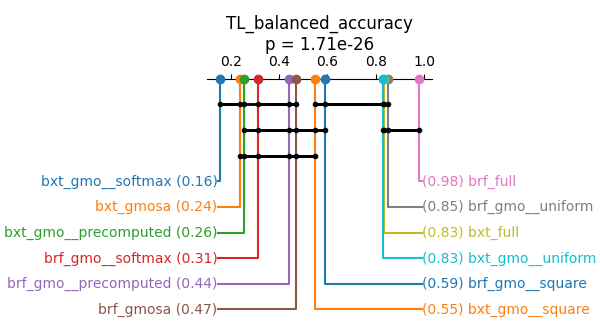 TL_balanced_accuracy
p = 1.71e-26
0.2 0.4 0.6 0.8 1.0
bxt_gmo__softmax (0.16) (0.98) brf_full
bxt_gmosa (0.24) (0.85) brf_gmo__uniform
bxt_gmo__precomputed (0.26) (0.83) bxt_full
brf_gmo__softmax (0.31) (0.83) bxt_gmo__uniform
brf_gmo__precomputed (0.44) (0.59) brf_gmo__square
brf_gmosa (0.47) (0.55) bxt_gmo__square